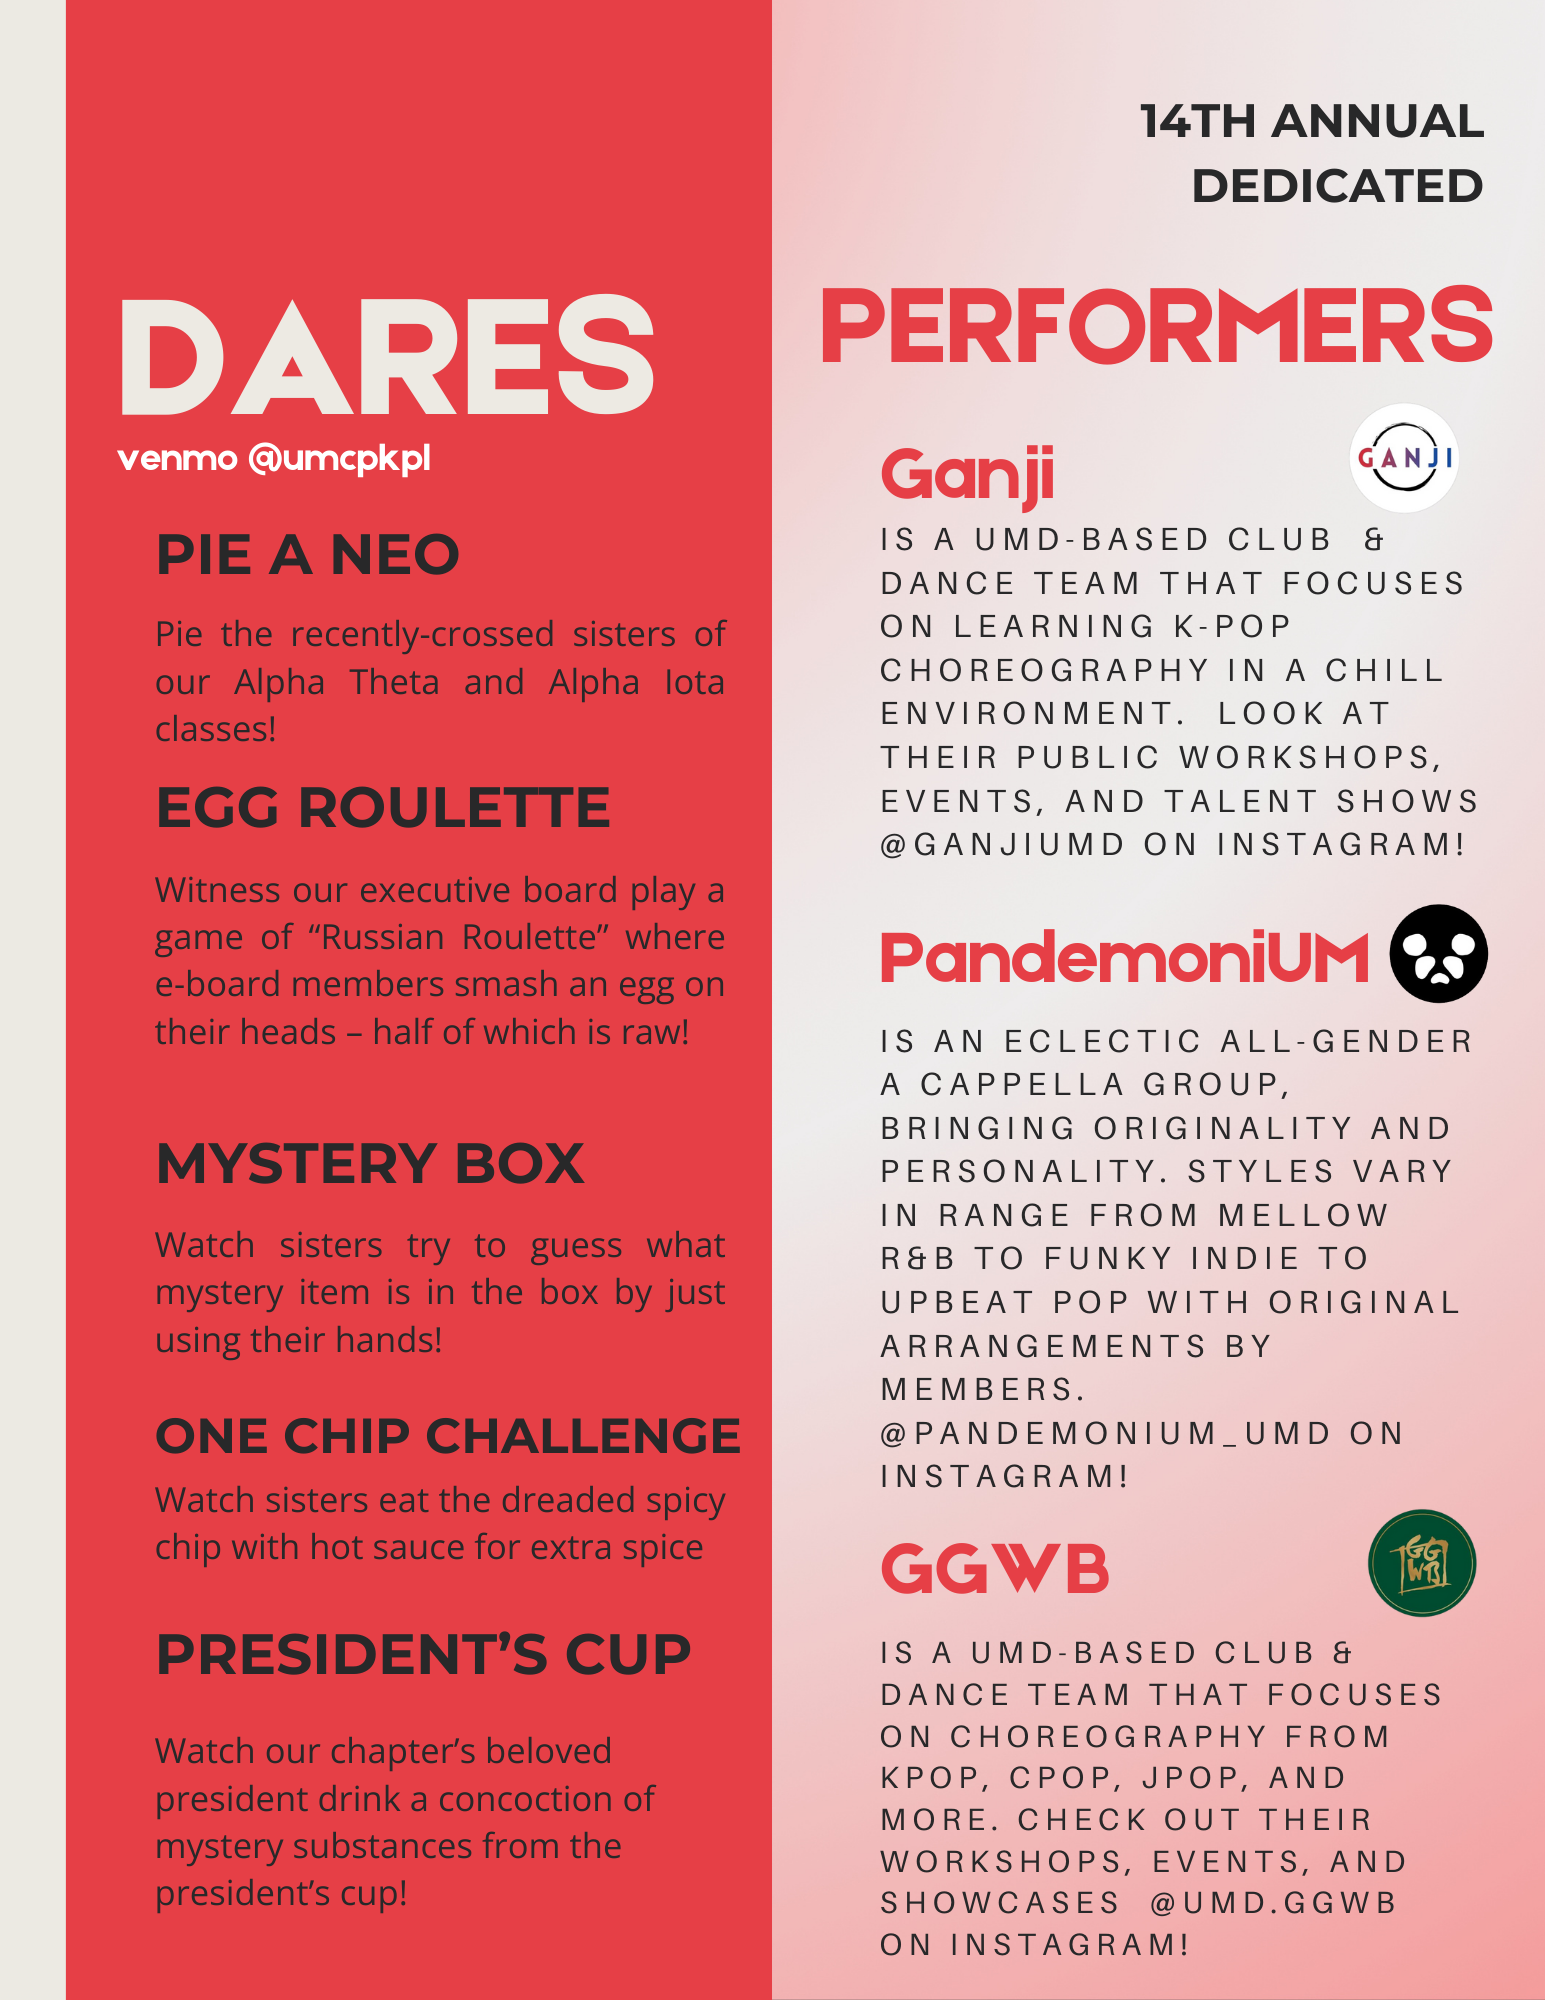 DARES
venmo @umcpkpl
PIE A NEO
Pie the recently-crossed sisters of
our Alpha Theta and Alpha Iota
classes!
EGG ROULETTE
Witness our executive board play a
game of “Russian Roulette” where
e-board members smash an egg on
their heads – half of which is raw!
MYSTERY BOX
Watch sisters try to guess what
mystery item is in the box by just
using their hands!
ONE CHIP CHALLENGE
Watch sisters eat the dreaded spicy
chip with hot sauce for extra spice
PRESIDENT’S CUP
Watch our chapter’s beloved
president drink a concoction of
mystery substances from the
president’s cup!
14TH ANNUAL
DEDICATED
PERFORMERS
Ganji
GANJI
IS A UMD-BASED CLUB &
DANCE TEAM THAT FOCUSES
ON LEARNING K-POP
CHOREOGRAPHY IN A CHILL
ENVIRONMENT. LOOK AT
THEIR PUBLIC WORKSHOPS,
EVENTS, AND TALENT SHOWS
@GANJIUMD ON INSTAGRAM!
PandemoniUM
IS AN ECLECTIC ALL-GENDER
A CAPPELLA GROUP,
BRINGING ORIGINALITY AND
PERSONALITY. STYLES VARY
IN RANGE FROM MELLOW
R&B TO FUNKY INDIE TO
UPBEAT POP WITH ORIGINAL
ARRANGEMENTS BY
MEMBERS.
@PANDEMONIUM_UMD ON
INSTAGRAM!
GGWB
GG
WB
IS A UMD-BASED CLUB &
DANCE TEAM THAT FOCUSES
ON CHOREOGRAPHY FROM
KPOP, CPOP, JPOP, AND
MORE. CHECK OUT THEIR
WORKSHOPS, EVENTS, AND
SHOWCASES @UMD.GGWB
ON INSTAGRAM!